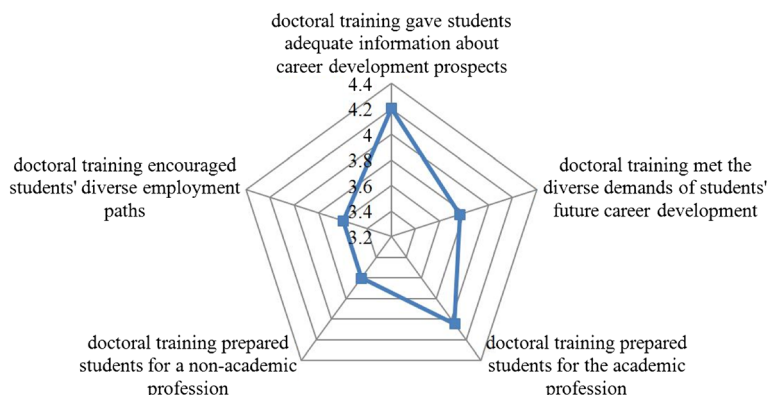 doctoral training gave students
adequate information about
career development prospects
4.4
4.2
4
3.8
3.6
3.4
3.2
doctoral training encouraged
students' diverse employment
paths
doctoral training met the
diverse demands of students'
future career development
doctoral training prepared
students for a non-academic
profession
doctoral training prepared
students for the academic
profession